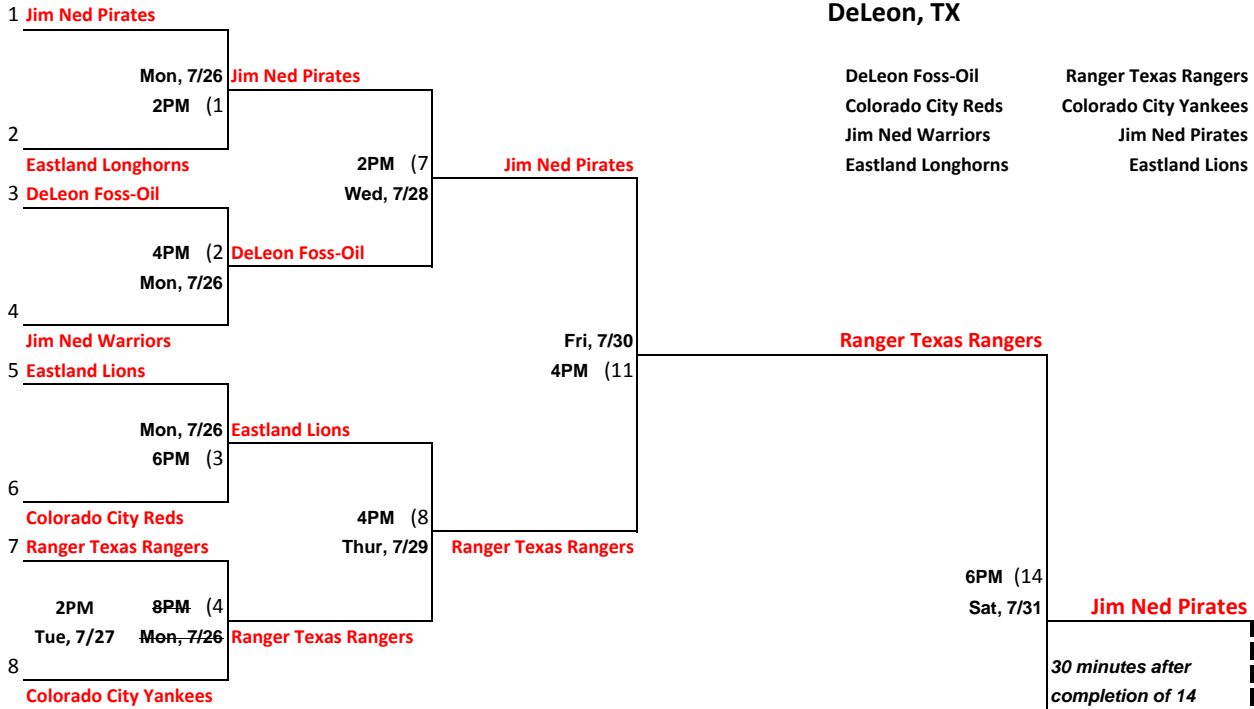 DeLeon, TX
1 Jim Ned Pirates
Mon, 7/26 Jim Ned Pirates
DeLeon Foss-Oil Ranger Texas Rangers
2PM (1
Colorado City Reds Colorado City Yankees
2
Jim Ned Warriors Jim Ned Pirates
Eastland Longhorns
2PM (7
Jim Ned Pirates
Eastland Longhorns Eastland Lions
3 DeLeon Foss-Oil
Wed, 7/28
4PM (2 DeLeon Foss-Oil
Mon, 7/26
4
Jim Ned Warriors
Fri, 7/30
Ranger Texas Rangers
5 Eastland Lions
4PM (11
Mon, 7/26 Eastland Lions
6PM (3
6
Colorado City Reds
4PM (8
7 Ranger Texas Rangers
Thur, 7/29
Ranger Texas Rangers
6PM (14
2PM 8PM (4
Sat, 7/31
Jim Ned Pirates
Tue, 7/27 Mon, 7/26 Ranger Texas Rangers
8
30 minutes after
Colorado City Yankees
completion of 14